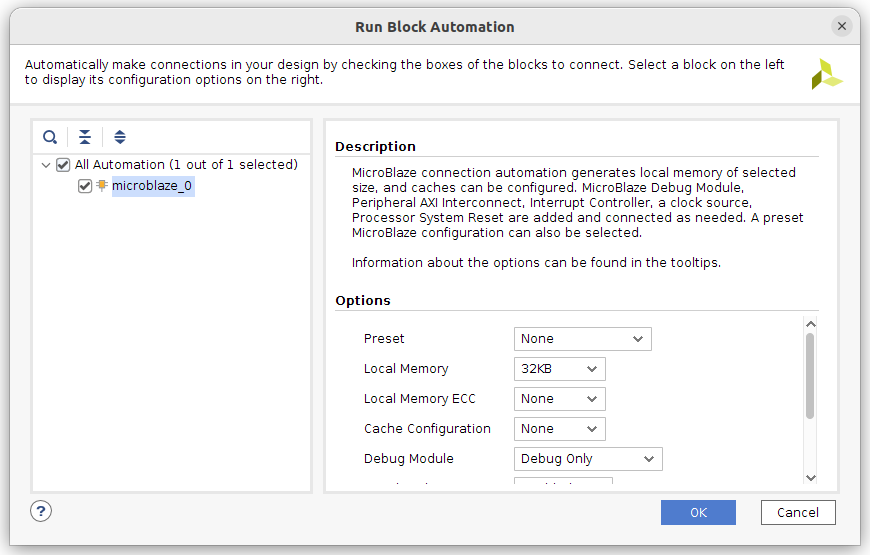 Run Block Automation
Automatically make connections in your design by checking the boxes of the blocks to connect. Select a block on the left
to display its configuration options on the right.
All Automation (1 out of 1 selected)
microblaze_0
Description
MicroBlaze connection automation generates local memory of selected
size, and caches can be configured. MicroBlaze Debug Module,
Peripheral AXI Interconnect, Interrupt Controller, a clock source,
Processor System Reset are added and connected as needed. A preset
MicroBlaze configuration can also be selected.
Information about the options can be found in the tooltips.
Options
Preset None
Local Memory 32KB
Local Memory ECC None
Cache Configuration None
Debug Module Debug Only
?
OK Cancel